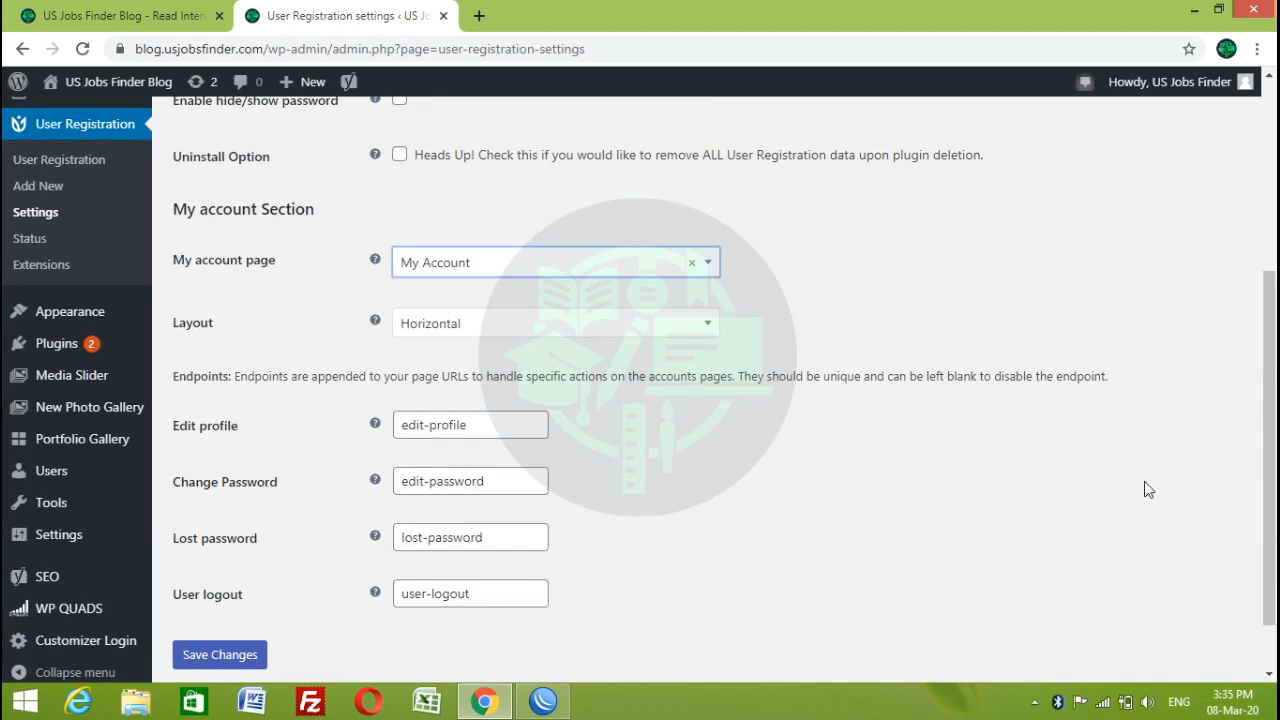 US Jobs Finder Blog - Read Inter
User Registration settings ‹ US Jo
blog.usjobsfinder.com/wp-admin/admin.php?page=user-registration-settings
US Jobs Finder Blog 2 0 New Howdy, US Jobs Finder
User Registration
User Registration
Add New
Settings
Status
Extensions
Appearance
Plugins 2
Media Slider
New Photo Gallery
Portfolio Gallery
Users
Tools
Settings
SEO
WP QUADS
Customizer Login
Collapse menu
Enable hide/show password
Uninstall Option Heads Up! Check this if you would like to remove ALL User Registration data upon plugin deletion.
My account Section
My account page My Account
Layout Horizontal
Endpoints: Endpoints are appended to your page URLs to handle specific actions on the accounts pages. They should be unique and can be left blank to disable the endpoint.
Edit profile edit-profile
Change Password edit-password
Lost password lost-password
User logout user-logout
Save Changes
ENG
3:35 PM
08-Mar-20